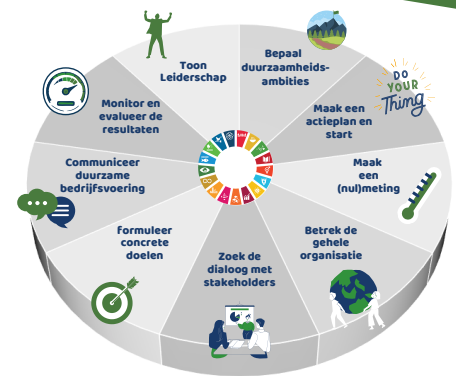 Toon
Leiderschap
Bepaal
duurzaamheids-
ambities
DO
YOUR
Thing
Maak een
actieplan en
start
Maak
een
(nul)meting
Betrek de
gehele
organisatie
Zoek de
dialoog met
stakeholders
formuleer
concrete
doelen
Communiceer
duurzame
bedrijfsvoering
Monitor en
evalueer de
resultaten